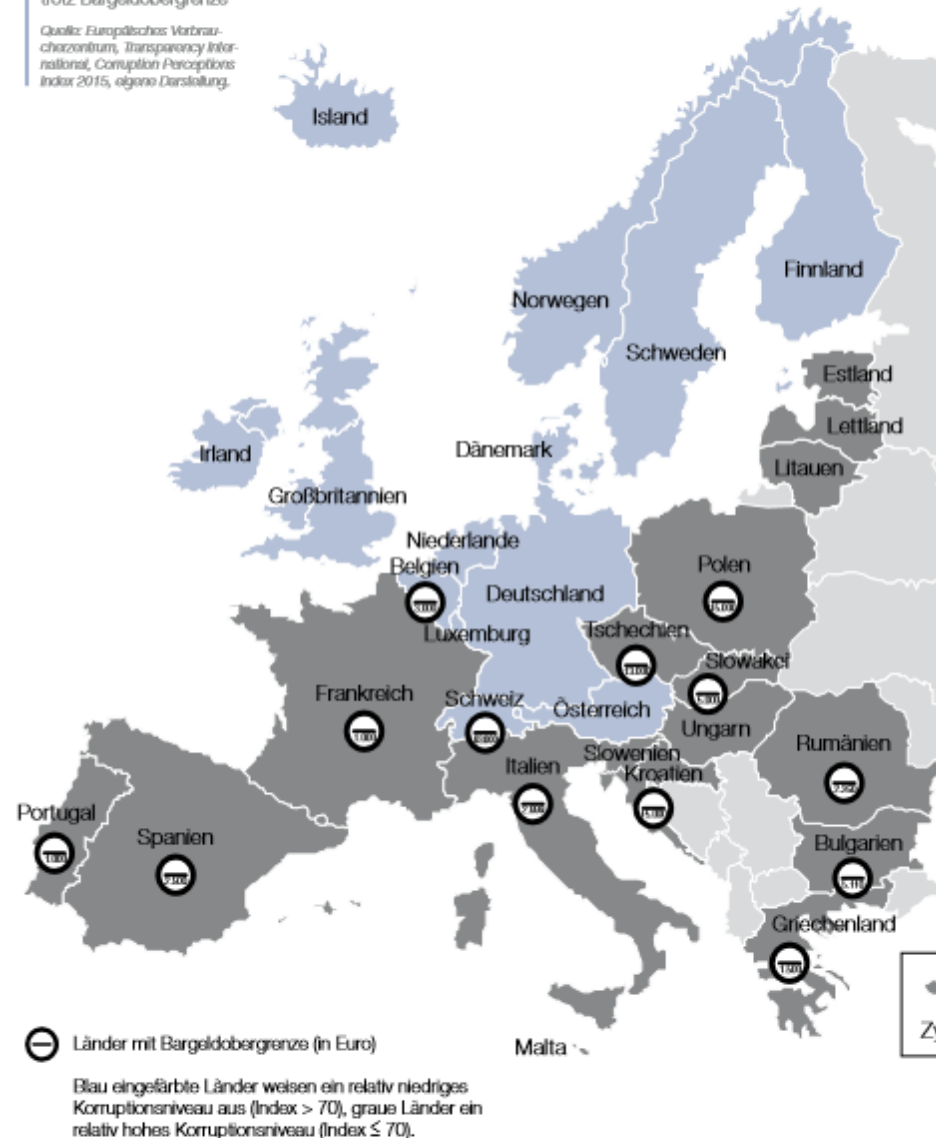 trotz Bargeldobergrenze
Quelle: Europäisches Verbrau-
cherzentrum, Transparency Inter-
national, Corruption Perceptions
Index 2015, eigene Darstellung.
Island
Finnland
Norwegen
Schweden
Estland
Lettland
Litauen
Dänemark
Irland
Großbritannien
Niederlande
Belgien
Deutschland
Polen
Luxemburg
Tschechien
Slowakei
Frankreich
Schweiz
Österreich
Ungarn
Rumänien
Slowenien
Italien
Kroatien
Portugal
Spanien
Bulgarien
Griechenland
Malta
Länder mit Bargeldobergrenze (in Euro)
Blau eingefärbte Länder weisen ein relativ niedriges
Korruptionsniveau aus (Index > 70), graue Länder ein
relativ hohes Korruptionsniveau (Index ≤ 70).